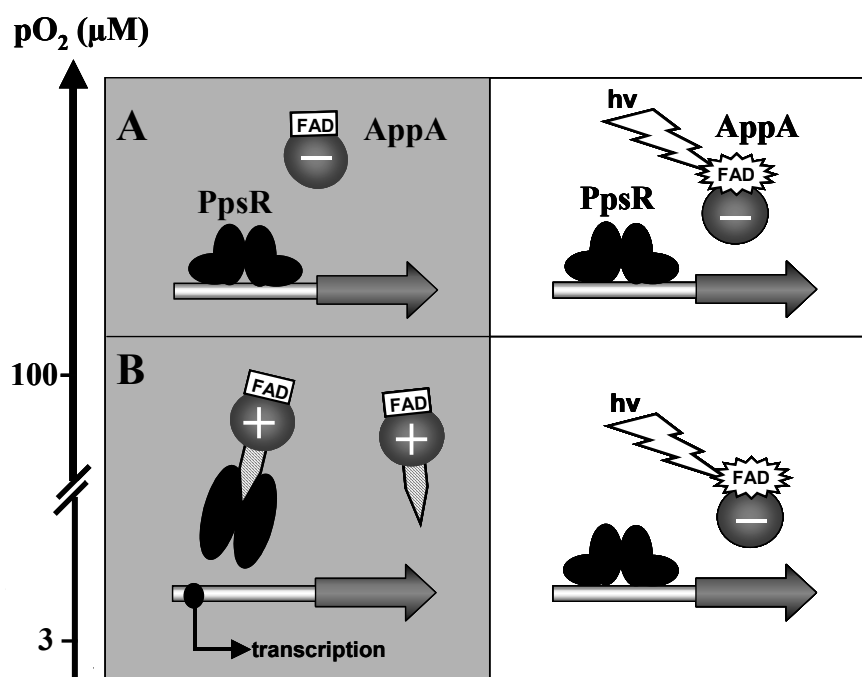 pO₂ (μM)
A
FAD
AppA
PpsR
hν
AppA
FAD
PpsR
100
B
FAD
FAD
hν
FAD
3
transcription